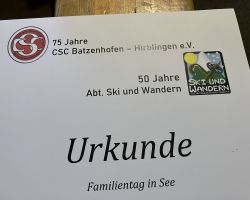 75 Jahre
CSC Batzenhofen – Hirblingen e.V.
50 Jahre
Abt. Ski und Wandern
SKI UND
WANDERN
Urkunde
Familientag in See